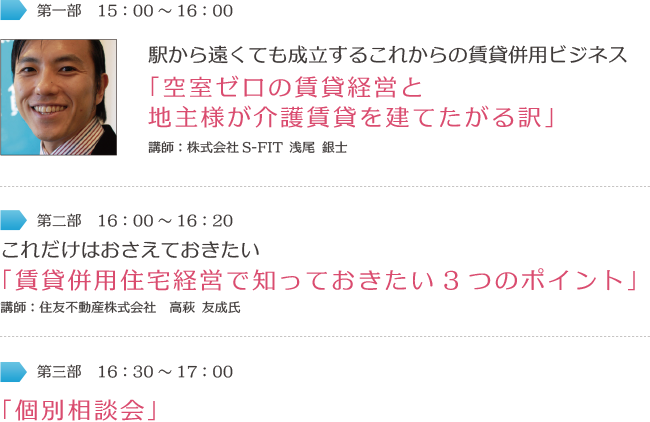 第一部　15：00～16：00
駅から遠くても成立するこれからの賃貸併用ビジネス
「空室ゼロの賃貸経営と
地主様が介護賃貸を建てたがる訳」
講師：株式会社S-FIT 浅尾 銀士
第二部　16：00～16：20
これだけはおさえておきたい
「賃貸併用住宅経営で知っておきたい3つのポイント」
講師：住友不動産株式会社　高萩 友成氏
第三部　16：30～17：00
「個別相談会」